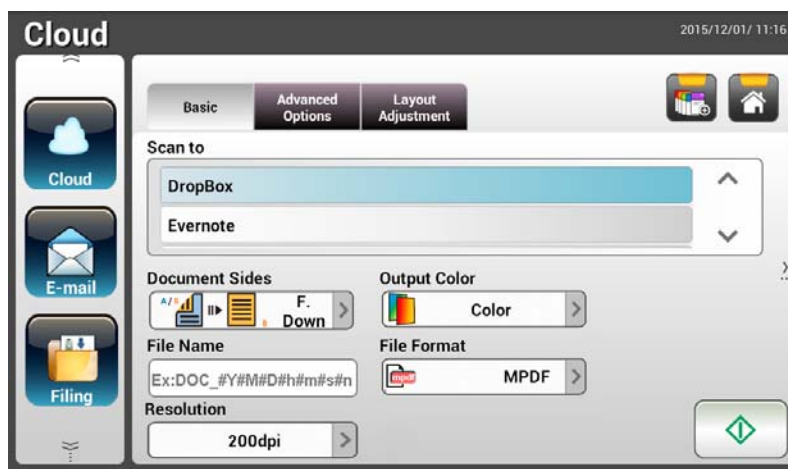 Cloud
2015/12/01/ 11:16
Basic
Advanced
Options
Layout
Adjustment
Scan to
Cloud
DropBox
Evernote
E-mail
Document Sides
Output Color
F.
Down
Color
File Name
File Format
Ex:DOC_#Y#M#D#h#m#s#n
mpdf
MPDF
Filing
Resolution
200dpi